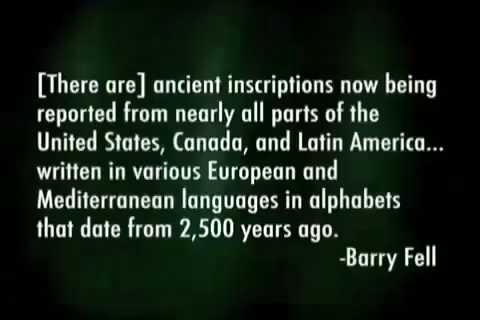 [There are] ancient inscriptions now being
reported from nearly all parts of the
United States, Canada, and Latin America...
written in various European and
Mediterranean languages in alphabets
that date from 2,500 years ago.
-Barry Fell